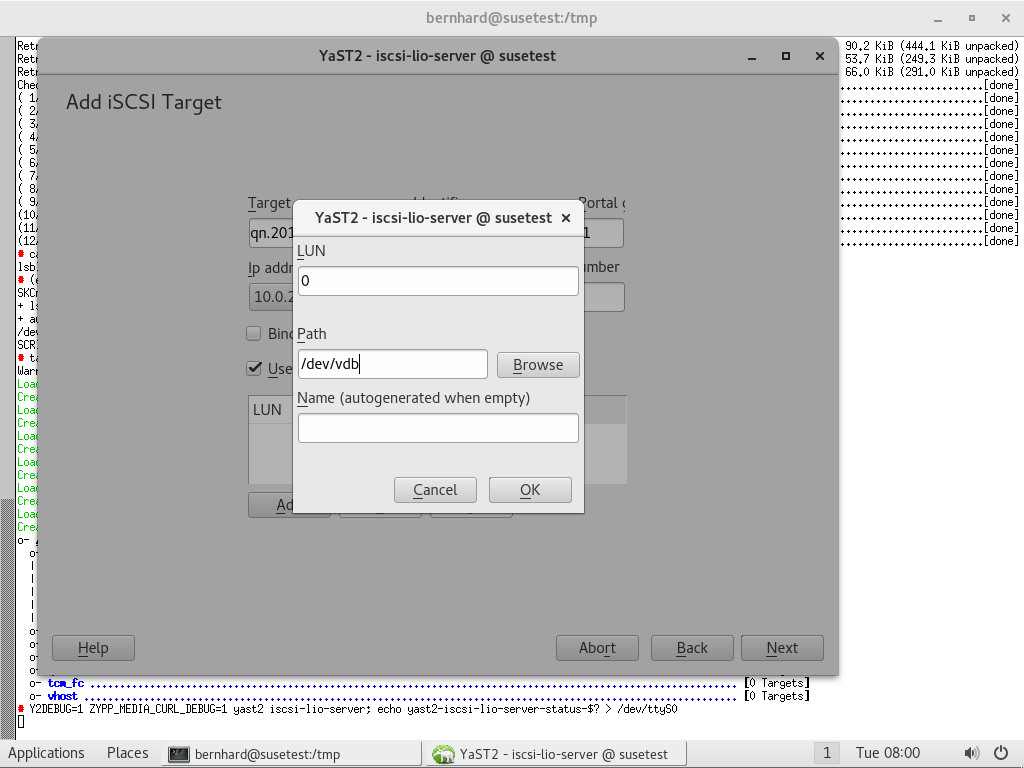 bernhard@susetest:/tmp
Retr 90.2 KiB (444.1 KiB unpacked)
Retr 53.7 KiB (249.3 KiB unpacked)
Retr 66.0 KiB (291.0 KiB unpacked)
Chec [done]
( 1/ [done]
( 2/ [done]
( 3/ [done]
( 4/ [done]
( 5/ [done]
( 6/ [done]
( 7/ [done]
( 8/ [done]
( 9/ [done]
(10/ [done]
(11/ [done]
(12/ [done]
# ca
lsbl
# (e
SKCr
+ ls
+ au
/dev
SCRI
# ta
Warn
Load
Crea
Load
Crea
Load
Crea
Load
Crea
Load
Crea
Load
Crea
YaST2 - iscsi-lio-server @ susetest
Add iSCSI Target
Target Portal g
qn.201 1
Ip addr umber
10.0.2
Bind
Use
LUN
Add
YaST2 - iscsi-lio-server @ susetest
LUN
0
Path
/dev/vdb
Browse
Name (autogenerated when empty)
Cancel
OK
Help
Abort
Back
Next
o- tcm_fc [0 Targets]
o- vhost [0 Targets]
# Y2DEBUG=1 ZYPP_MEDIA_CURL_DEBUG=1 yast2 iscsi-lio-server; echo yast2-iscsi-lio-server-status-$? > /dev/ttyS0
Applications
Places
bernhard@susetest:/tmp
YaST2 - iscsi-lio-server @ susetest
1
Tue 08:00